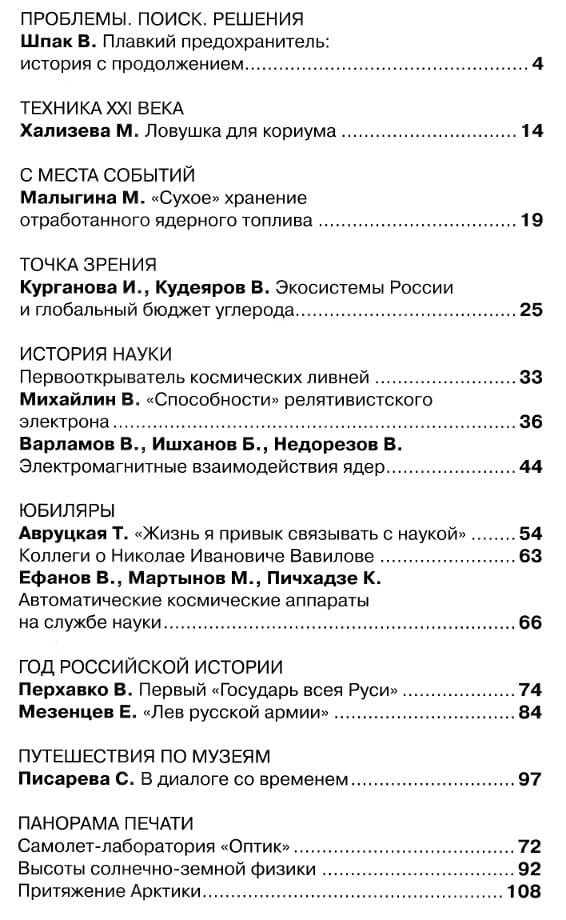 ПРОБЛЕМЫ. ПОИСК. РЕШЕНИЯ
Шпак В. Плавкий предохранитель:
история с продолжением..........................................4
ТЕХНИКА XXI ВЕКА
Хализева М. Ловушка для кориума ..........................14
С МЕСТА СОБЫТИЙ
Малыгина М. «Сухое» хранение
отработанного ядерного топлива ..............................19
ТОЧКА ЗРЕНИЯ
Курганова И., Кудеяров В. Экосистемы России
и глобальный бюджет углерода.................................25
ИСТОРИЯ НАУКИ
Первооткрыватель космических ливней .....................33
Михайлин В. «Способности» релятивистского
электрона............................................................36
Варламов В., Ишханов Б., Недорезов В.
Электромагнитные взаимодействия ядер...................44
ЮБИЛЯРЫ
Авруцкая Т. «Жизнь я привык связывать с наукой» .......54
Коллеги о Николае Ивановиче Вавилове .....................63
Ефанов В., Мартынов М., Пичхадзе К.
Автоматические космические аппараты
на службе науки.....................................................66
ГОД РОССИЙСКОЙ ИСТОРИИ
Перхавко В. Первый «Государь всея Руси».................74
Мезенцев Е. «Лев русской армии» ...........................84
ПУТЕШЕСТВИЯ ПО МУЗЕЯМ
Писарева С. В диалоге со временем.........................97
ПАНОРАМА ПЕЧАТИ
Самолет-лаборатория «Оптик».................................72
Высоты солнечно-земной физики .............................92
Притяжение Арктики.............................................108